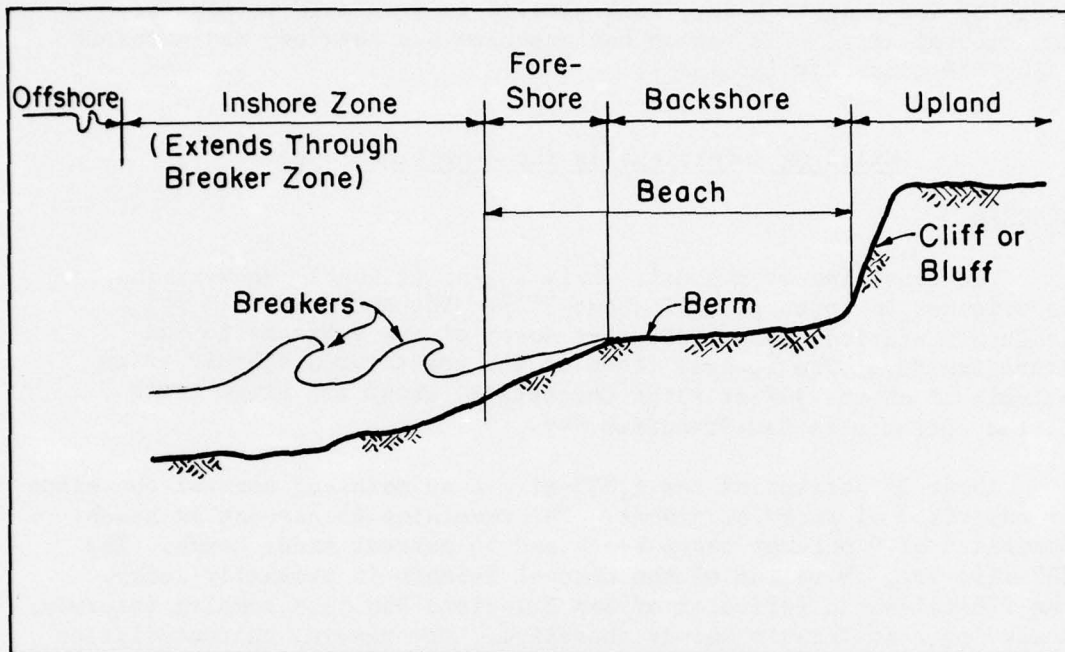 Offshore
Inshore Zone
(Extends Through
Breaker Zone)
Fore-
Shore
Backshore
Upland
Beach
Cliff or
Bluff
Breakers
Berm